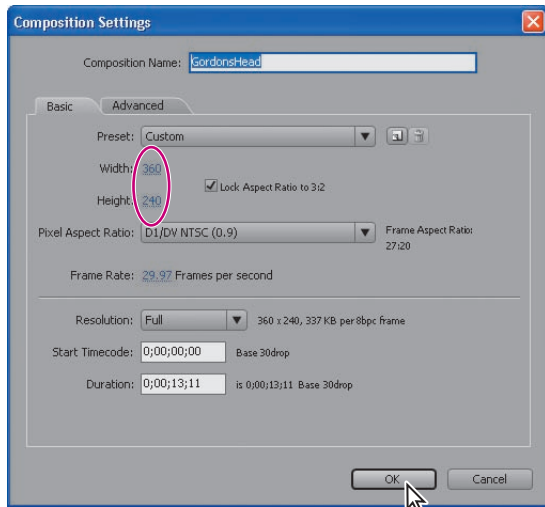 Composition Settings
Composition Name: GordonsHead
Basic Advanced
Preset: Custom
Width: 360
Lock Aspect Ratio to 3:2
Height: 240
Pixel Aspect Ratio: D1/DV NTSC (0.9) Frame Aspect Ratio:
27:20
Frame Rate: 29.97 Frames per second
Resolution: Full 360 x 240, 337 KB per 8bpc frame
Start Timecode: 0;00;00;00 Base 30drop
Duration: 0;00;13;11 is 0;00;13;11 Base 30drop
OK Cancel